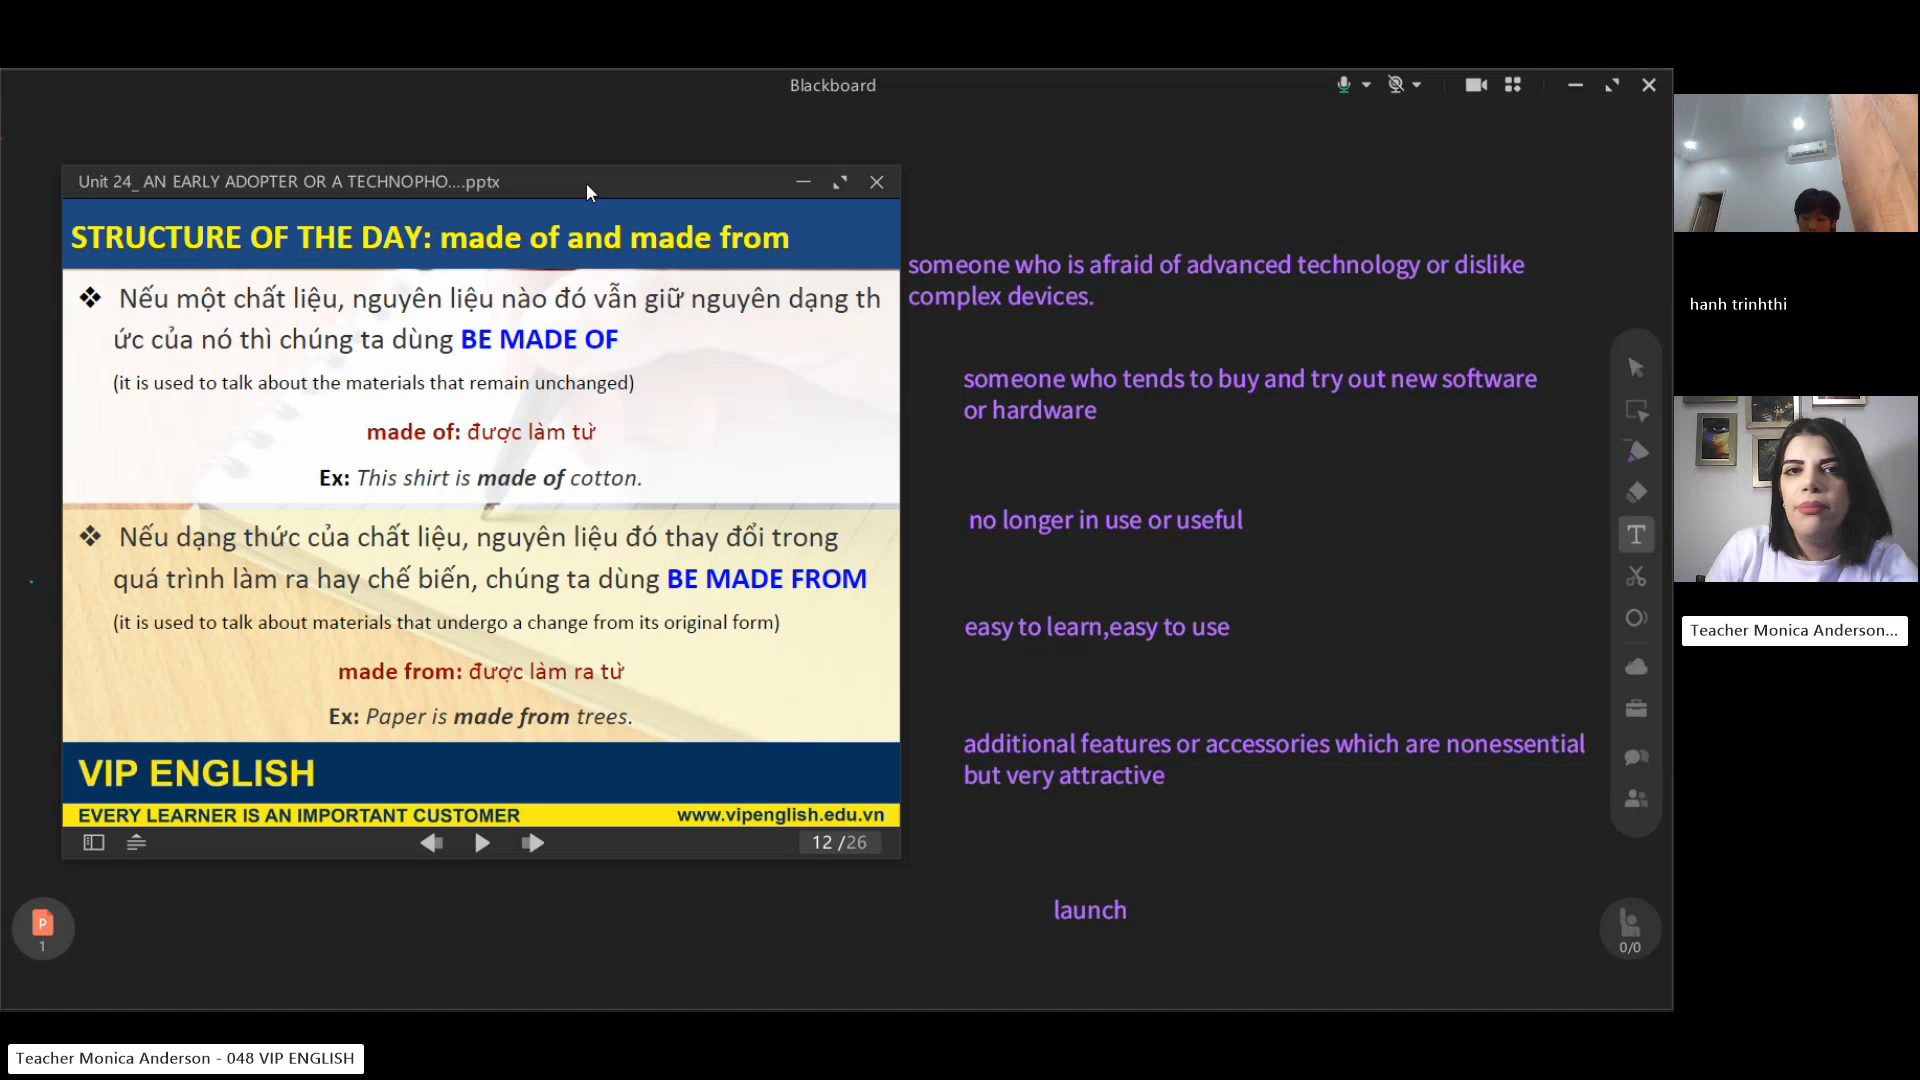 Blackboard
Unit 24_ AN EARLY ADOPTER OR A TECHNOPHO....pptx
STRUCTURE OF THE DAY: made of and made from
❖ Nếu một chất liệu, nguyên liệu nào đó vẫn giữ nguyên dạng th
ức của nó thì chúng ta dùng BE MADE OF
(it is used to talk about the materials that remain unchanged)
made of: được làm từ
Ex: This shirt is made of cotton.
❖ Nếu dạng thức của chất liệu, nguyên liệu đó thay đổi trong
quá trình làm ra hay chế biến, chúng ta dùng BE MADE FROM
(it is used to talk about materials that undergo a change from its original form)
made from: được làm ra từ
Ex: Paper is made from trees.
VIP ENGLISH
EVERY LEARNER IS AN IMPORTANT CUSTOMER www.vipenglish.edu.vn
12 /26
someone who is afraid of advanced technology or dislike
complex devices.
someone who tends to buy and try out new software
or hardware
no longer in use or useful
easy to learn,easy to use
additional features or accessories which are nonessential
but very attractive
launch
T
P
1
0/0
hanh trinhthi
Teacher Monica Anderson...
Teacher Monica Anderson - 048 VIP ENGLISH